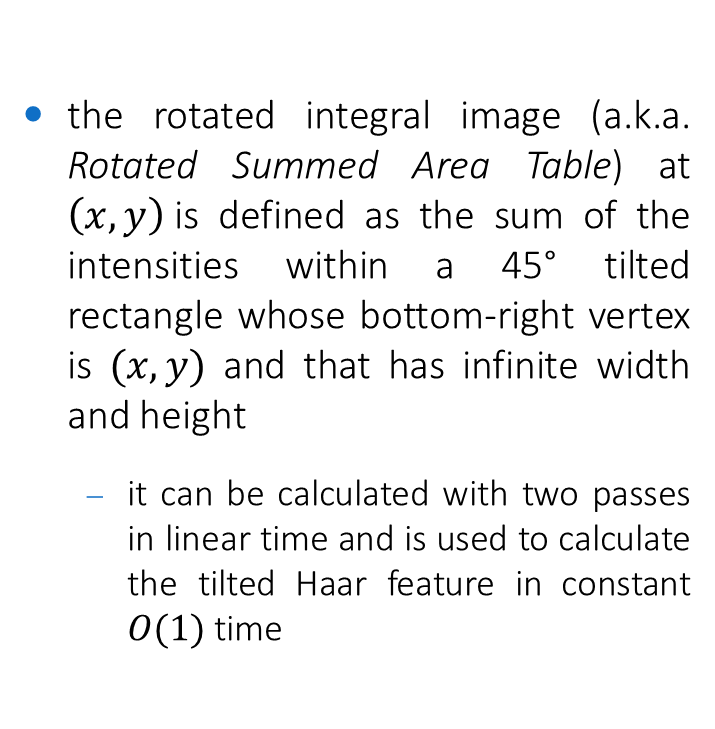 • the rotated integral image (a.k.a.
Rotated Summed Area Table) at
(x, y) is defined as the sum of the
intensities within a 45° tilted
rectangle whose bottom-right vertex
is (x, y) and that has infinite width
and height
– it can be calculated with two passes
in linear time and is used to calculate
the tilted Haar feature in constant
O(1) time